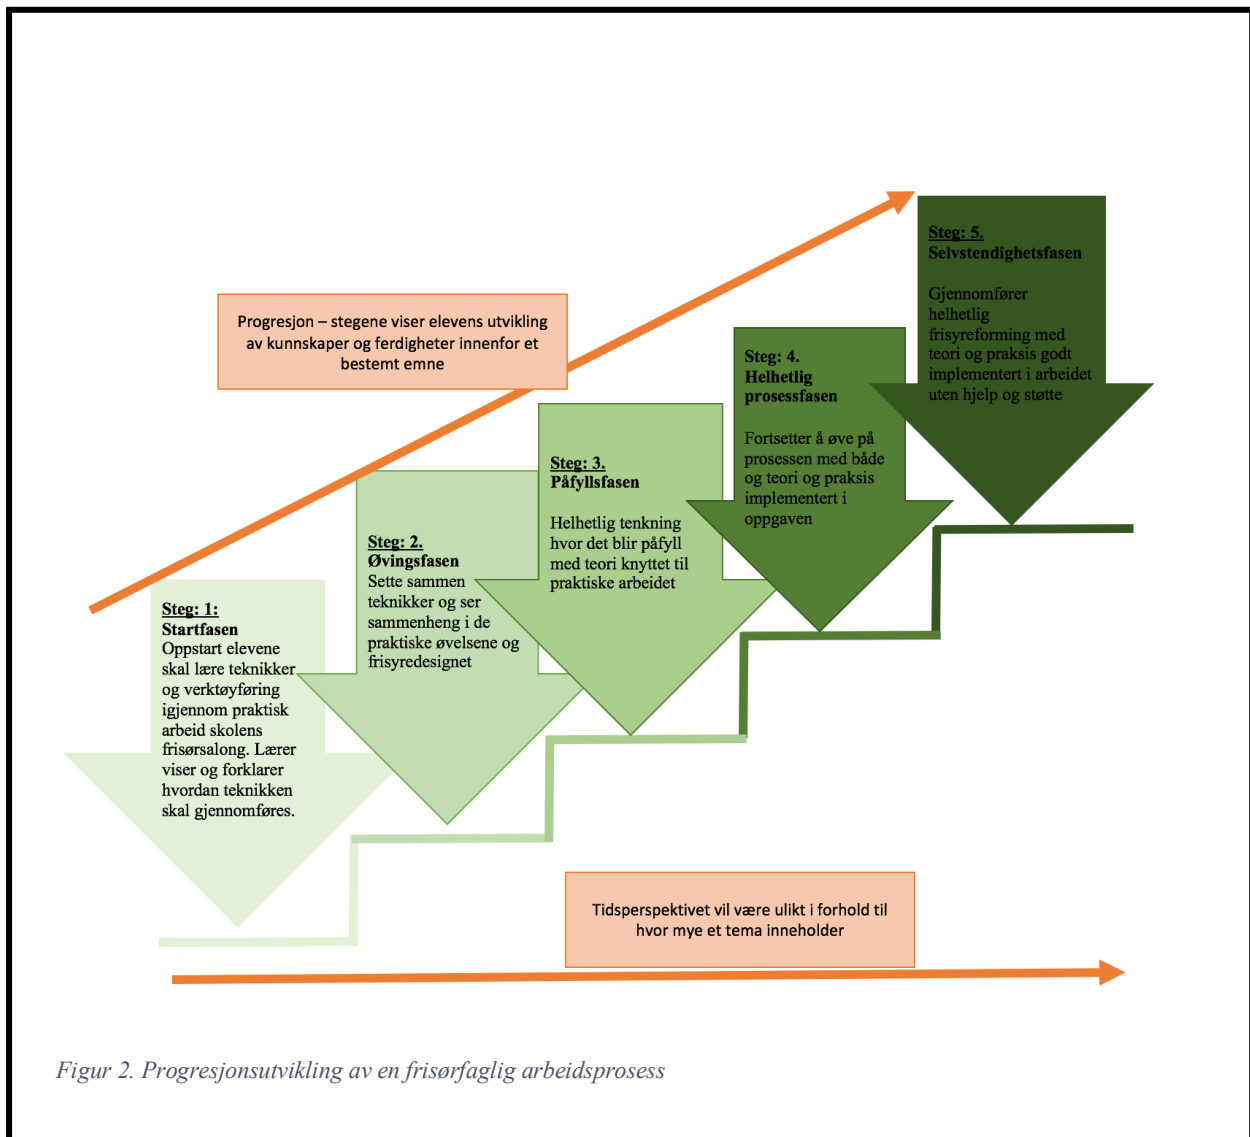 Steg: 5.
Selvstendighetsfasen
Gjennomfører
helhetlig
frisyreforming med
teori og praksis godt
implementert i arbeidet
uten hjelp og støtte
Progresjon – stegene viser elevens utvikling
av kunnskaper og ferdigheter innenfor et
bestemt emne
Steg: 4.
Helhetlig
prosessfasen
Fortsetter å øve på
prosessen med både
og teori og praksis
implementert i
oppgaven
Steg: 3.
Påfyllsfasen
Helhetlig tenkning
hvor det blir påfyll
med teori knyttet til
praktiske arbeidet
Steg: 2.
Øvingsfasen
Sette sammen
teknikker og ser
sammenheng i de
praktiske øvelsene og
frisyredesignet
Steg: 1:
Startfasen
Oppstart elevene
skal lære teknikker
og verktøyføring
igjennom praktisk
arbeid skolens
frisørsalong. Lærer
viser og forklarer
hvordan teknikken
skal gjennomføres.
Tidsperspektivet vil være ulikt i forhold til
hvor mye et tema inneholder
Figur 2. Progresjonsutvikling av en frisørfaglig arbeidsprosess